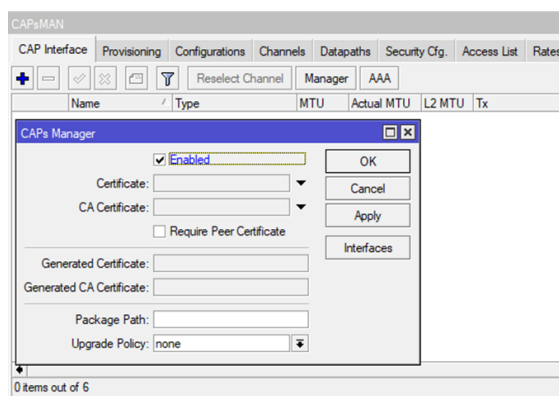 CAPsMAN
CAP Interface Provisioning Configurations Channels Datapaths Security Cfg. Access List Rates
Reselect Channel Manager AAA
Name / Type MTU Actual MTU L2 MTU Tx
CAPs Manager
Enabled OK
Certificate: Cancel
CA Certificate: Apply
Require Peer Certificate
Interfaces
Generated Certificate:
Generated CA Certificate:
Package Path:
Upgrade Policy: none
0 items out of 6